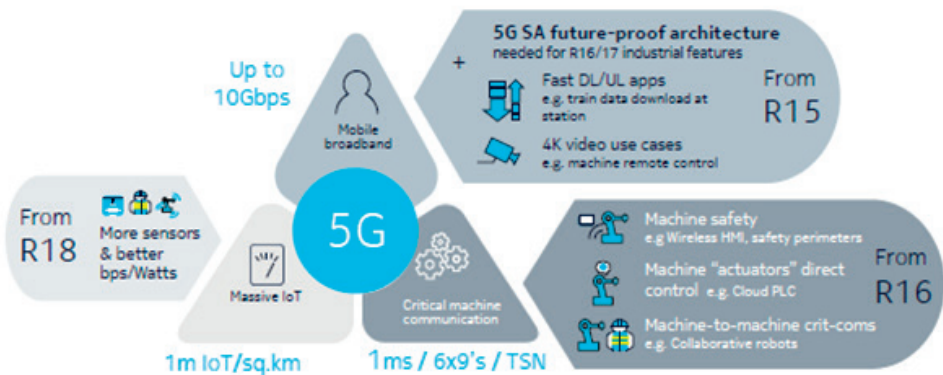 5G SA future-proof architecture
needed for R16/17 industrial features
+
Fast DL/UL apps
e.g. train data download at
station
4K video use cases
e.g. machine remote control
From
R15
Up to
10Gbps
Mobile
broadband
From
R18
More sensors
& better
bps/Watts
5G
Massive IoT
Critical machine
communication
Machine safety
e.g Wireless HMI, safety perimeters
Machine "actuators" direct
control e.g. Cloud PLC
Machine-to-machine crit-coms
e.g. Collaborative robots
From
R16
1m IoT/sq.km
1ms / 6x9's / TSN